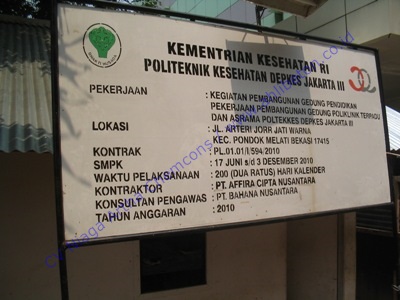 KEMENTRIAN KESEHATAN RI
POLITEKNIK KESEHATAN DEPKES JAKARTA III
PEKERJAAN : KEGIATAN PEMBANGUNAN GEDUNG PENDIDIKAN
PEKERJAAN PEMBANGUNAN GEDUNG POLIKLINIK TERPADU
DAN ASRAMA POLTEKKES DEPKES JAKARTA III
LOKASI : JL. ARTERI JORR JATI WARNA
KEC. PONDOK MELATI BEKASI 17415
KONTRAK : PL.01.01/I/594/2010
SMPK : 17 JUNI s/d 3 DESEMBER 2010
WAKTU PELAKSANAAN : 200 (DUA RATUS) HARI KALENDER
KONTRAKTOR : PT. AFFIRA CIPTA NUSANTARA
KONSULTAN PENGAWAS : PT. BAHANA NUSANTARA
TAHUN ANGGARAN : 2010